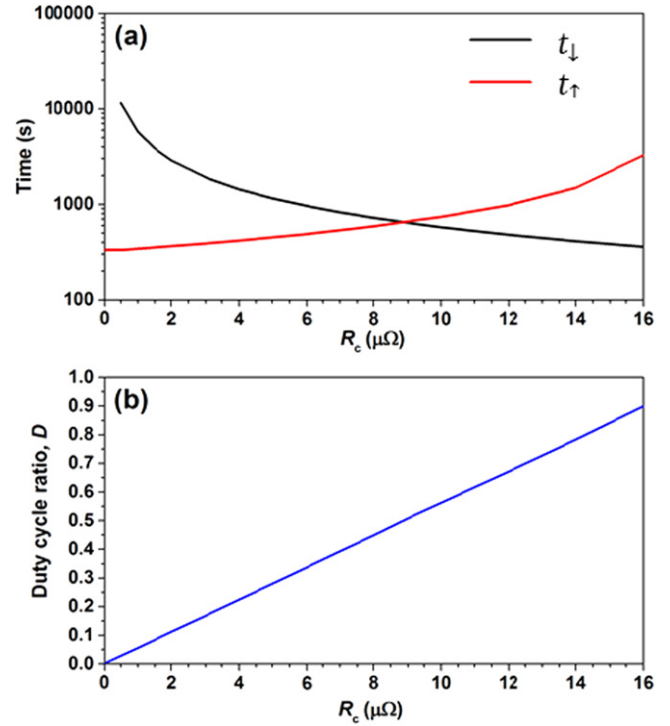 (a)
t↓
t↑
100000
10000
1000
100
Time (s)
0 2 4 6 8 10 12 14 16
Rc (μΩ)
(b)
1.0
0.9
0.8
0.7
0.6
0.5
0.4
0.3
0.2
0.1
0.0
Duty cycle ratio, D
0 2 4 6 8 10 12 14 16
Rc (μΩ)